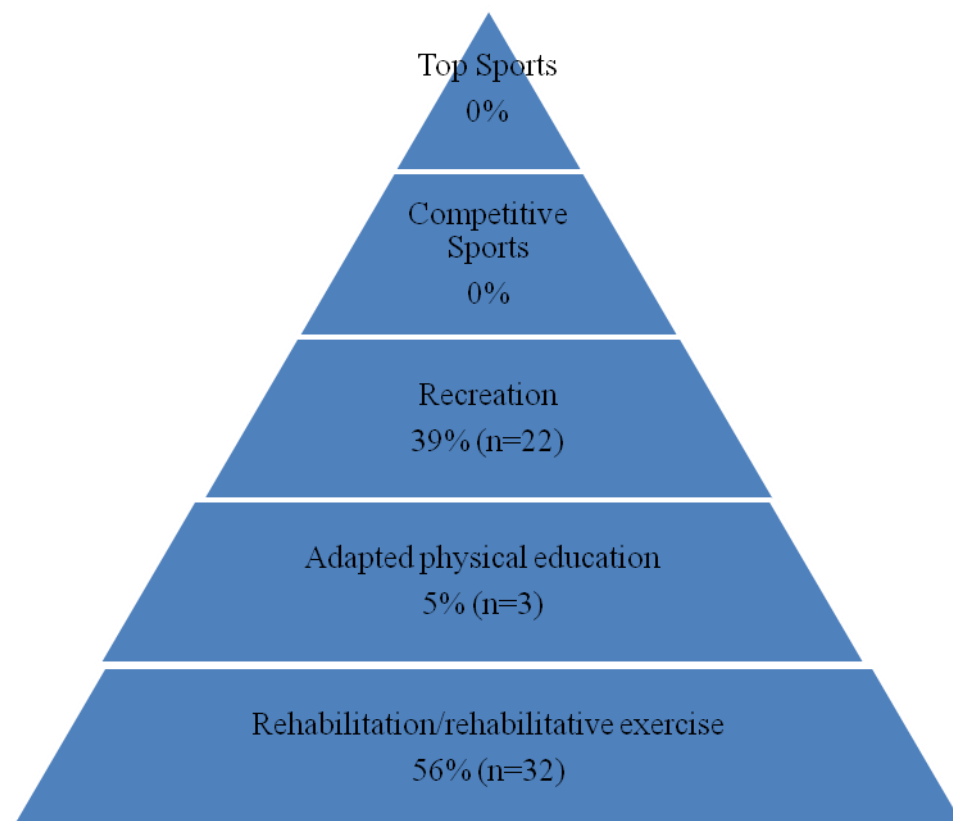 Top Sports
0%
Competitive
Sports
0%
Recreation
39% (n=22)
Adapted physical education
5% (n=3)
Rehabilitation/rehabilitative exercise
56% (n=32)